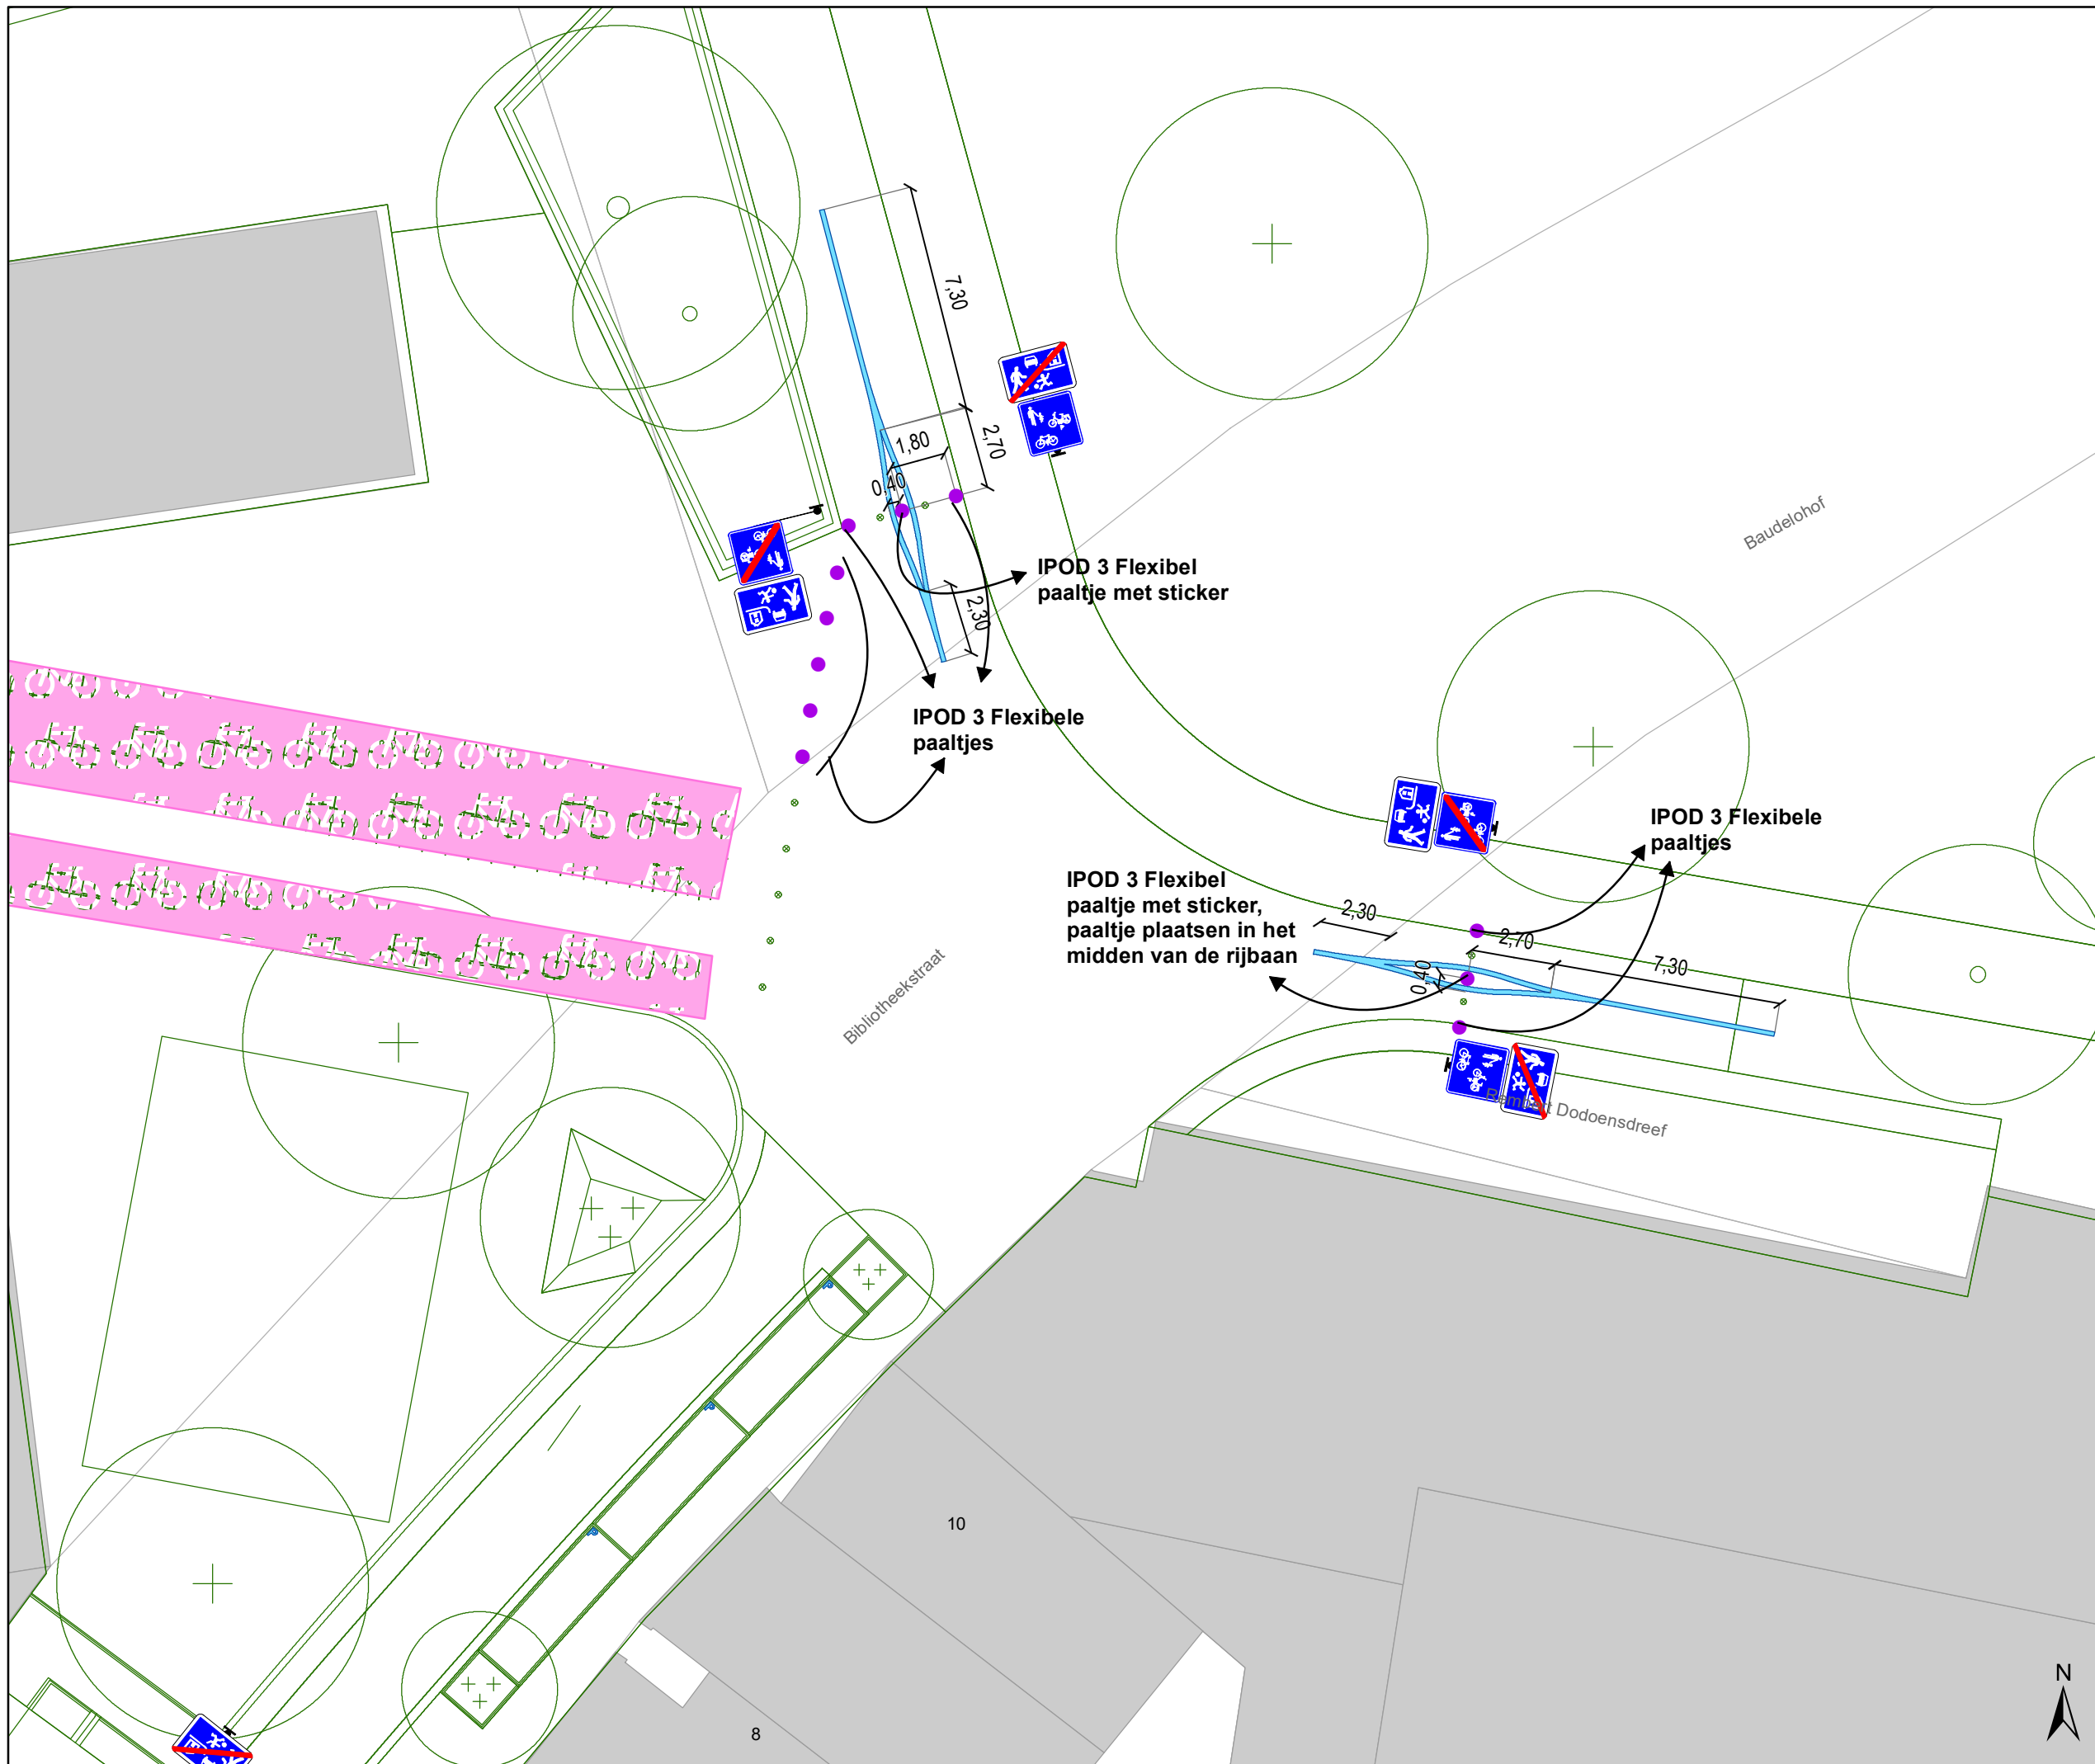 7,30
2,70
1,80
0,40
IPOD 3 Flexibel
paaltje met sticker
2,30
Baudelohof
IPOD 3 Flexibele
paaltjes
IPOD 3 Flexibele
paaltjes
IPOD 3 Flexibel
paaltje met sticker,
paaltje plaatsen in het
midden van de rijbaan
2,30
2,70
7,30
0,40
Bibliotheekstraat
Dodoensdreef
10
8
N